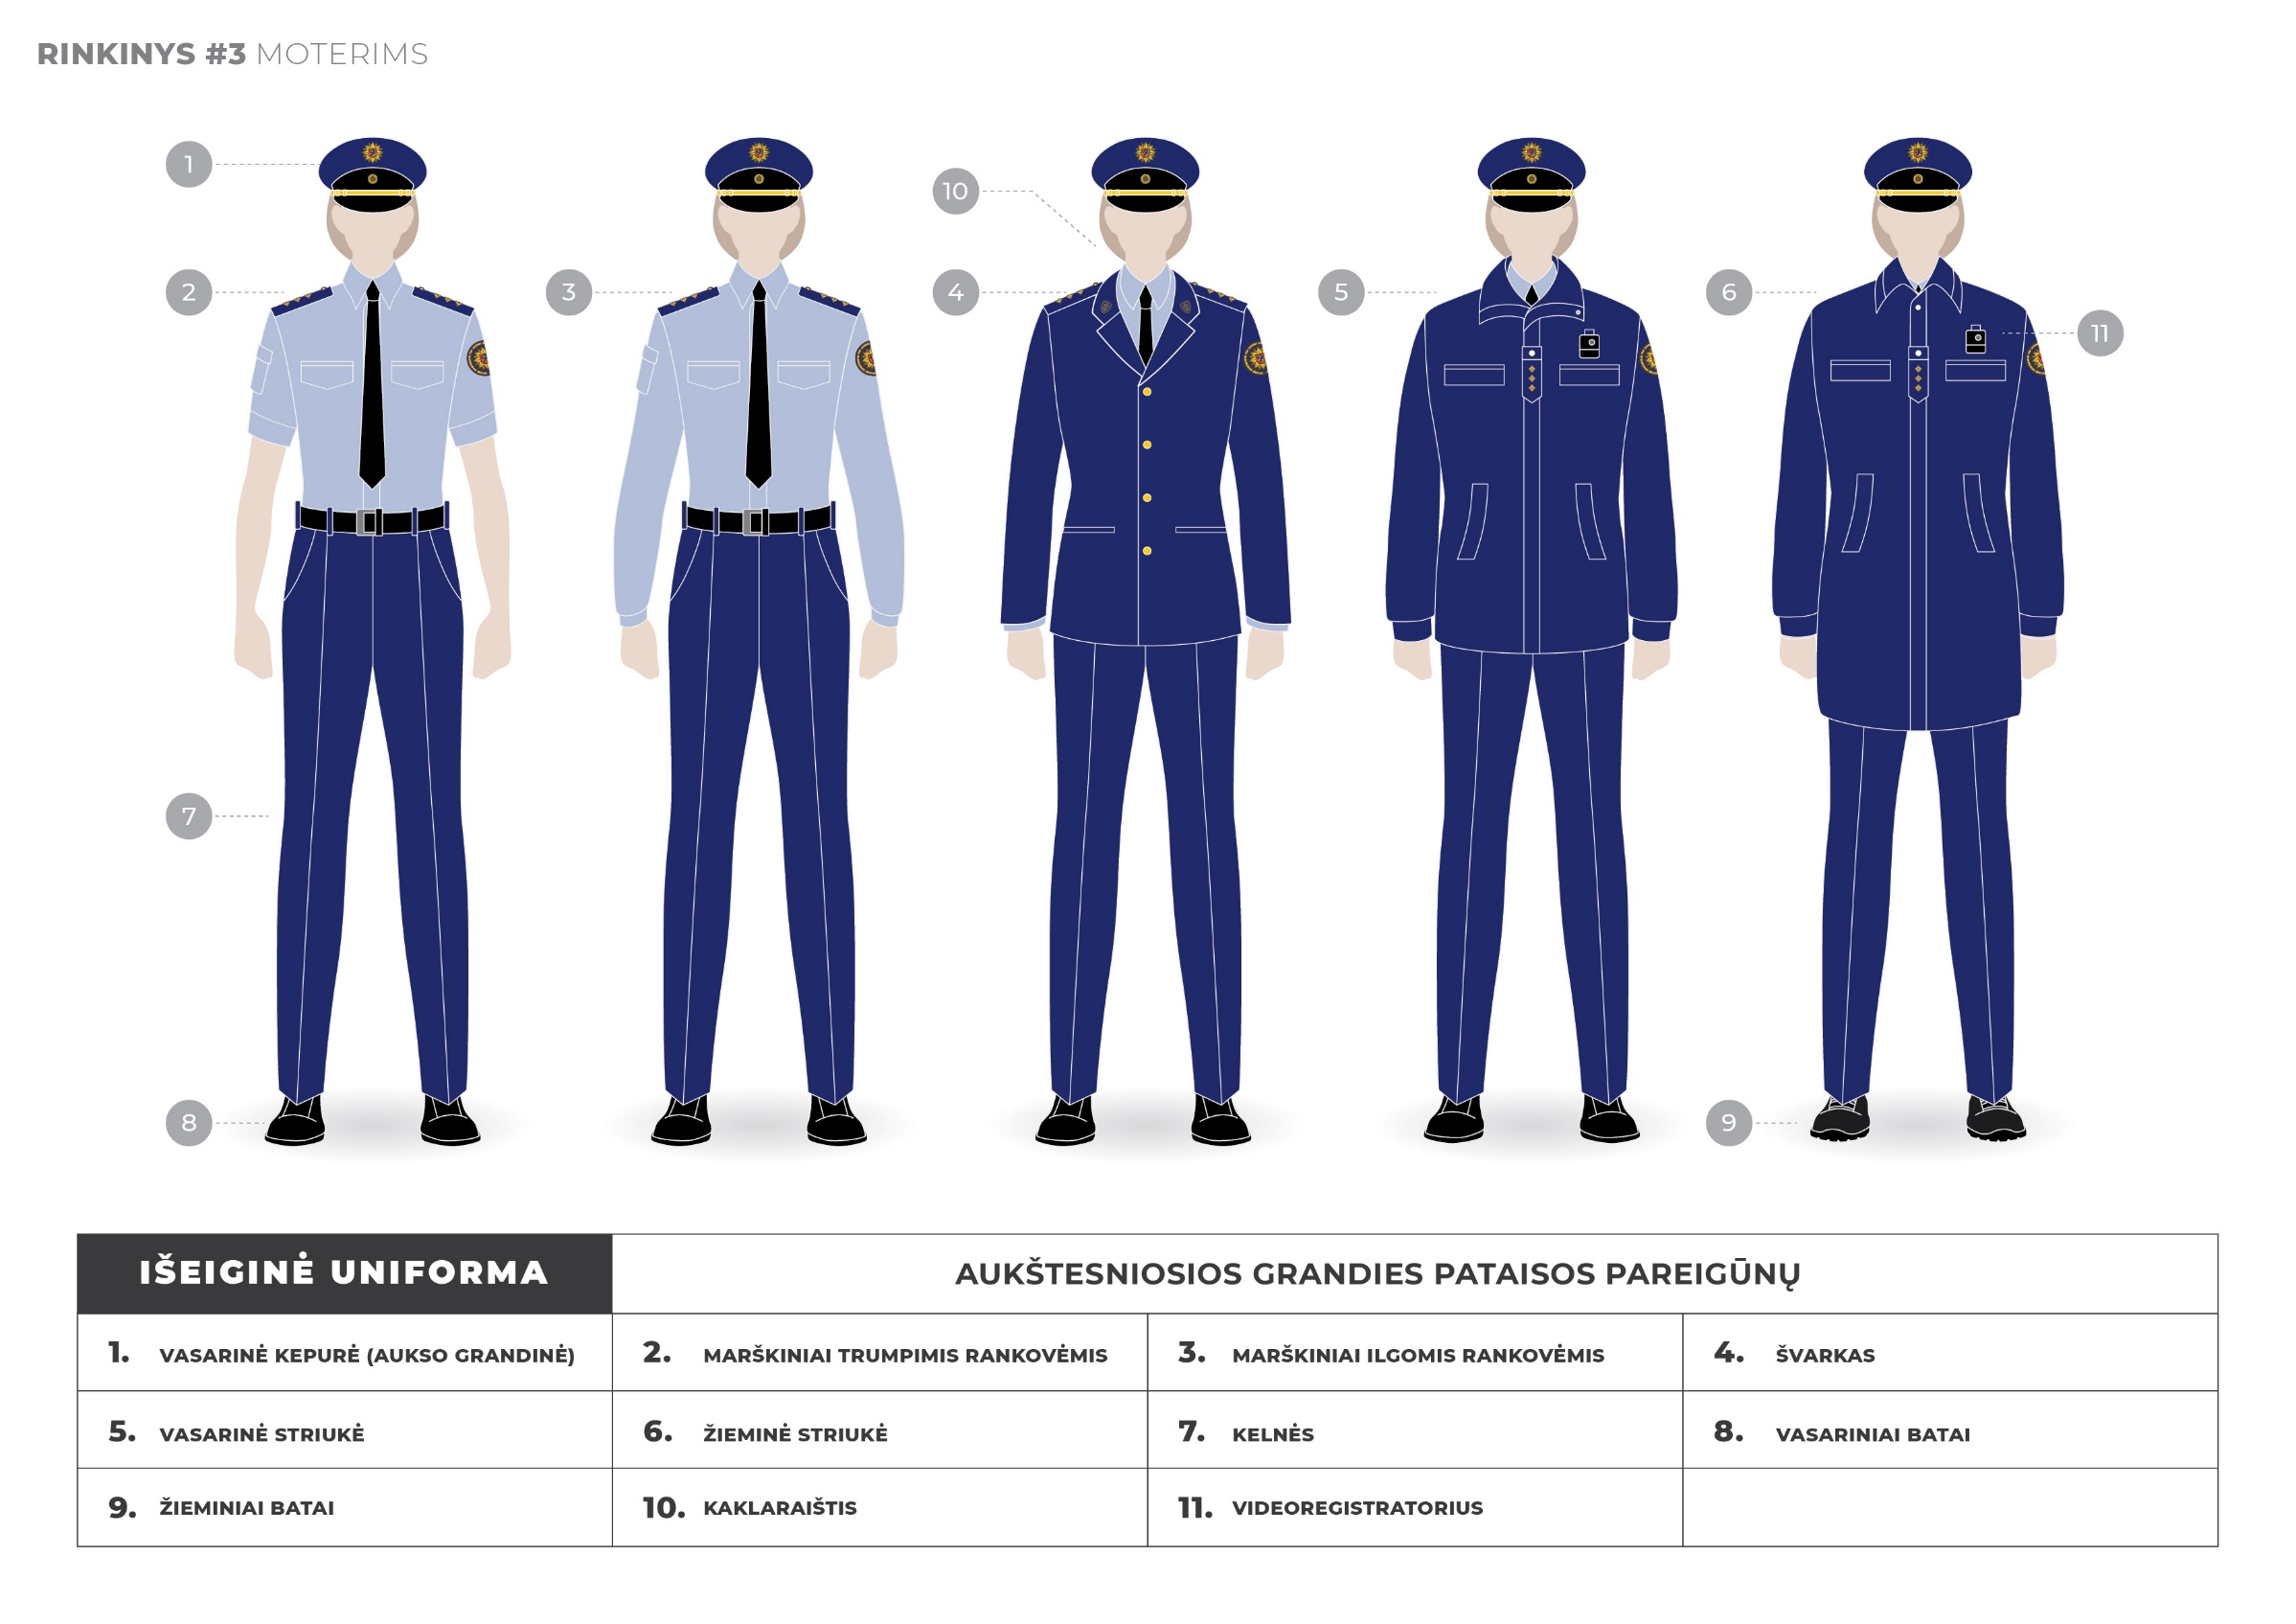 RINKINYS #3 MOTERIMS
1
10
2
3
4
5
6
11
7
8
9
IŠEIGINĖ UNIFORMA
AUKŠTESNIOSIOS GRANDIES PATAISOS PAREIGŪNŲ
1. VASARINĖ KEPURĖ (AUKSO GRANDINĖ)
2. MARŠKINIAI TRUMPIMIS RANKOVĖMIS
3. MARŠKINIAI ILGOMIS RANKOVĖMIS
4. ŠVARKAS
5. VASARINĖ STRIUKĖ
6. ŽIEMINĖ STRIUKĖ
7. KELNĖS
8. VASARINIAI BATAI
9. ŽIEMINIAI BATAI
10. KAKLARAIŠTIS
11. VIDEOREGISTRATORIUS